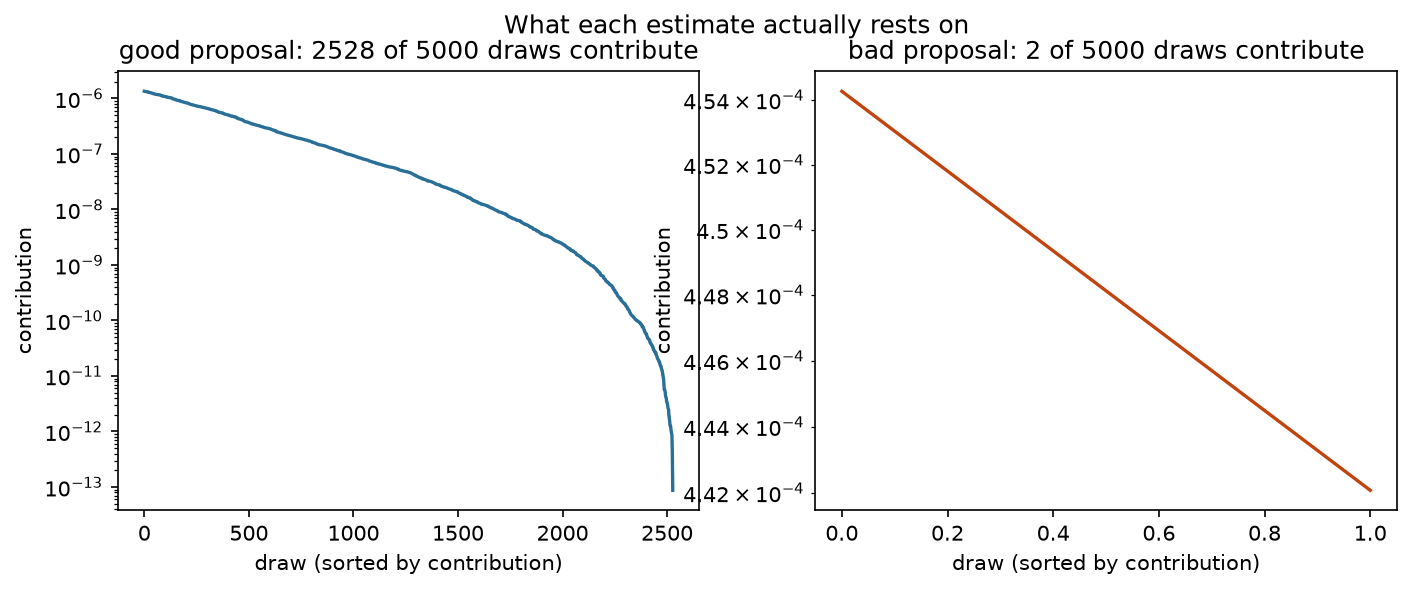 What each estimate actually rests on
good proposal: 2528 of 5000 draws contribute
contribution
10⁻⁶
10⁻⁷
10⁻⁸
10⁻⁹
10⁻¹⁰
10⁻¹¹
10⁻¹²
10⁻¹³
0 500 1000 1500 2000 2500
draw (sorted by contribution)
bad proposal: 2 of 5000 draws contribute
contribution
4.54 × 10⁻⁴
4.52 × 10⁻⁴
4.5 × 10⁻⁴
4.48 × 10⁻⁴
4.46 × 10⁻⁴
4.44 × 10⁻⁴
4.42 × 10⁻⁴
0.0 0.2 0.4 0.6 0.8 1.0
draw (sorted by contribution)